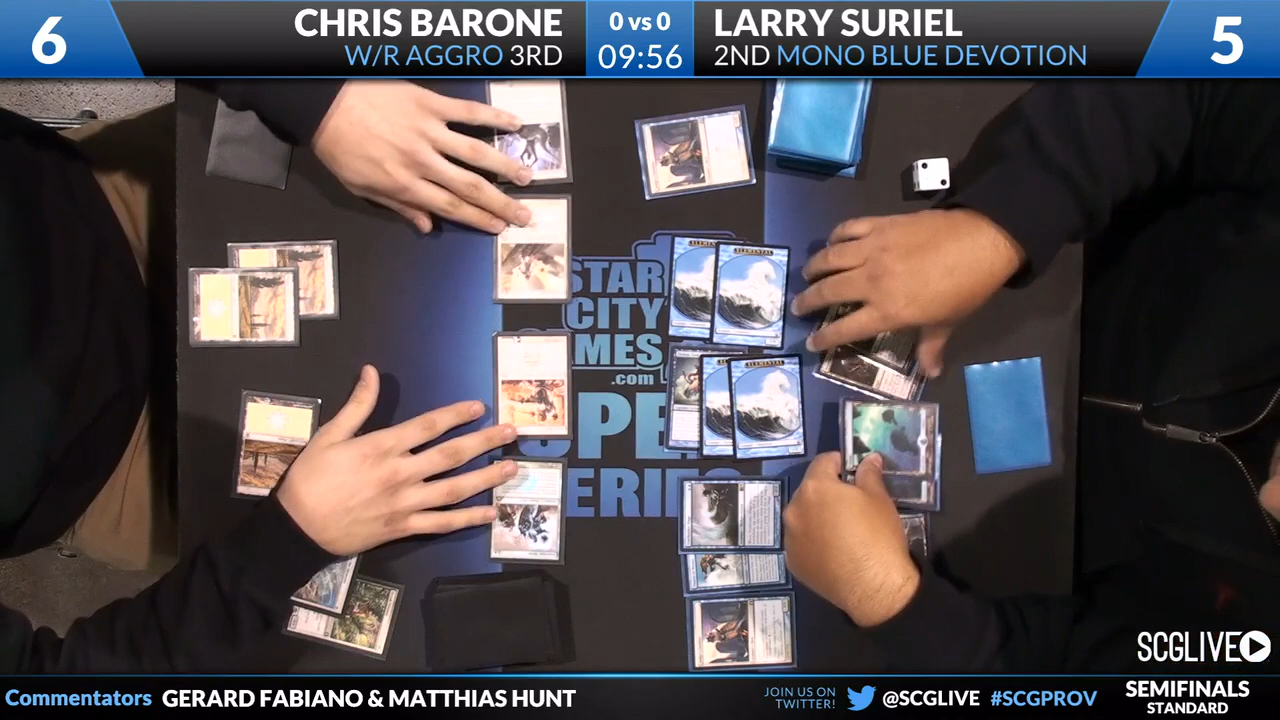 6
CHRIS BARONE
W/R AGGRO 3RD
0 vs 0
09:56
LARRY SURIEL
2ND MONO BLUE DEVOTION
5
ELEMENTAL
STAR
CITY
GAMES
.com
ELEMENTAL
SCGLIVE
Commentators GERARD FABIANO & MATTHIAS HUNT
JOIN US ON
TWITTER!
@SCGLIVE #SCGPROV
SEMIFINALS
STANDARD